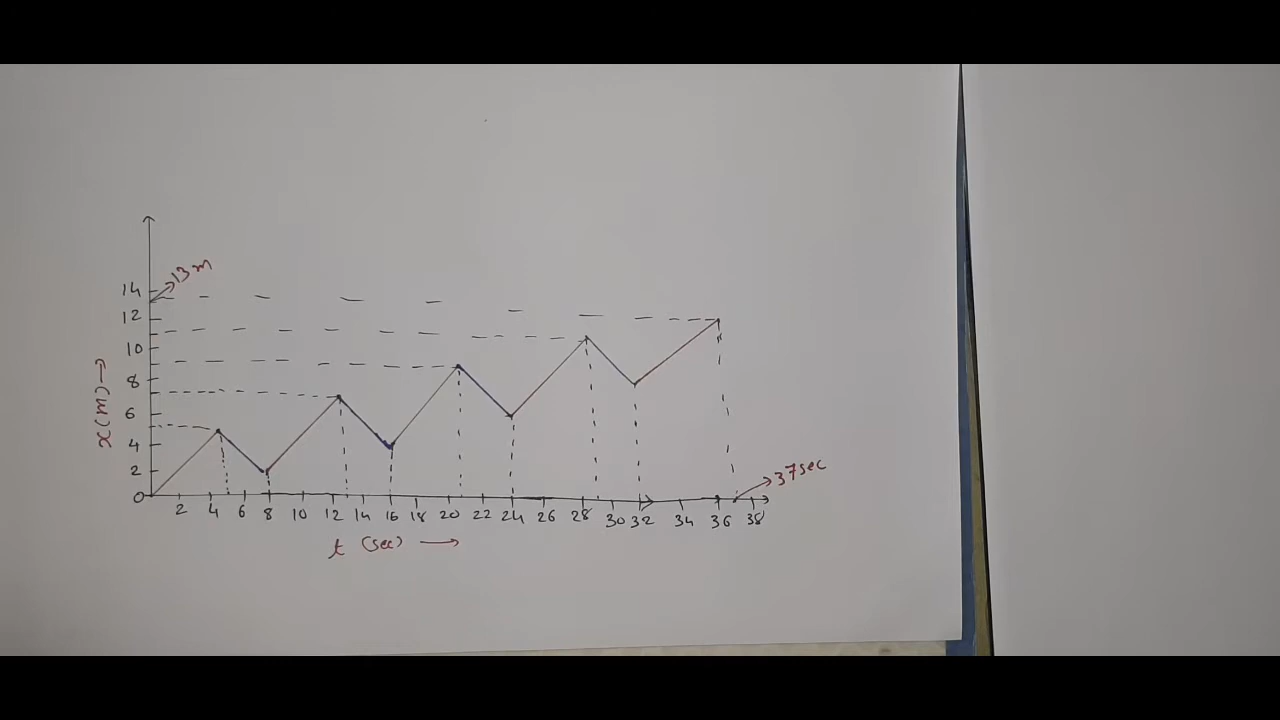 13 m
14
12
10
8
6
4
2
0
x (m) →
2 4 6 8 10 12 14 16 18 20 22 24 26 28 30 32 34 36 38
37 sec
t (sec) →